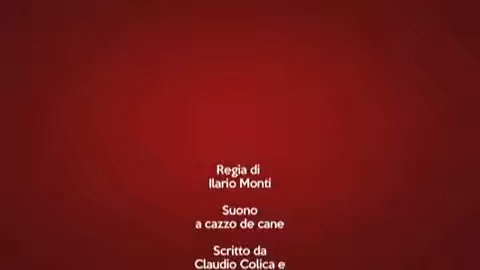 Regia di
Ilario Monti
Suono
a cazzo de cane
Scritto da
Claudio Colica e